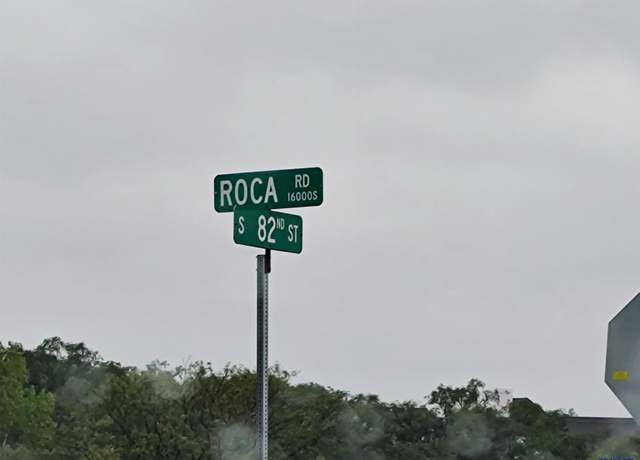 ROCA RD
16000S
S 82ND ST